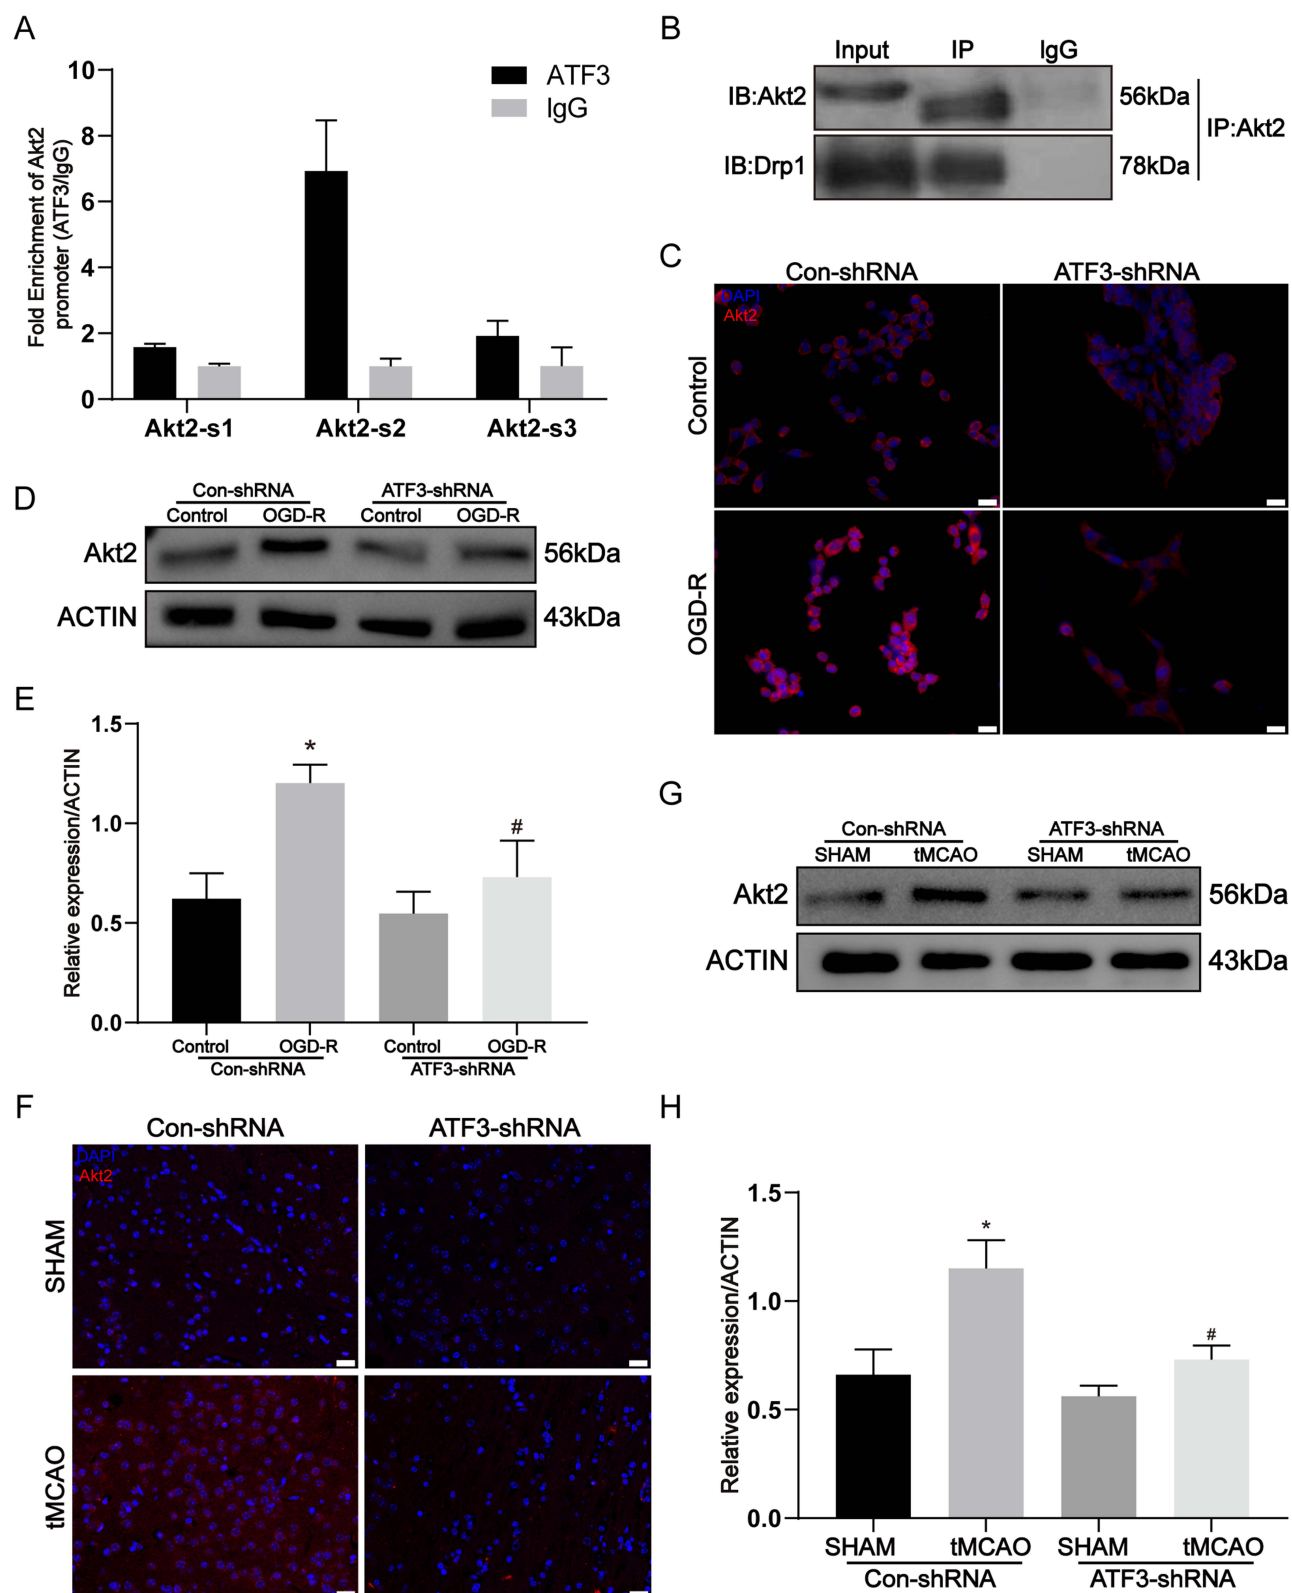 A
10
8
6
4
2
0
Fold Enrichment of Akt2
promoter (ATF3/IgG)
ATF3
IgG
Akt2-s1 Akt2-s2 Akt2-s3
B
Input IP IgG
IB:Akt2 56kDa
IB:Drp1 78kDa
IP:Akt2
C
Con-shRNA ATF3-shRNA
DAPI
Akt2
Control
OGD-R
D
Con-shRNA ATF3-shRNA
Control OGD-R Control OGD-R
Akt2 56kDa
ACTIN 43kDa
E
1.5
1.0
0.5
0.0
Relative expression/ACTIN
*
#
Control OGD-R Control OGD-R
Con-shRNA ATF3-shRNA
G
Con-shRNA ATF3-shRNA
SHAM tMCAO SHAM tMCAO
Akt2 56kDa
ACTIN 43kDa
F
Con-shRNA ATF3-shRNA
DAPI
Akt2
SHAM
tMCAO
H
1.5
1.0
0.5
0.0
Relative expression/ACTIN
*
#
SHAM tMCAO SHAM tMCAO
Con-shRNA ATF3-shRNA